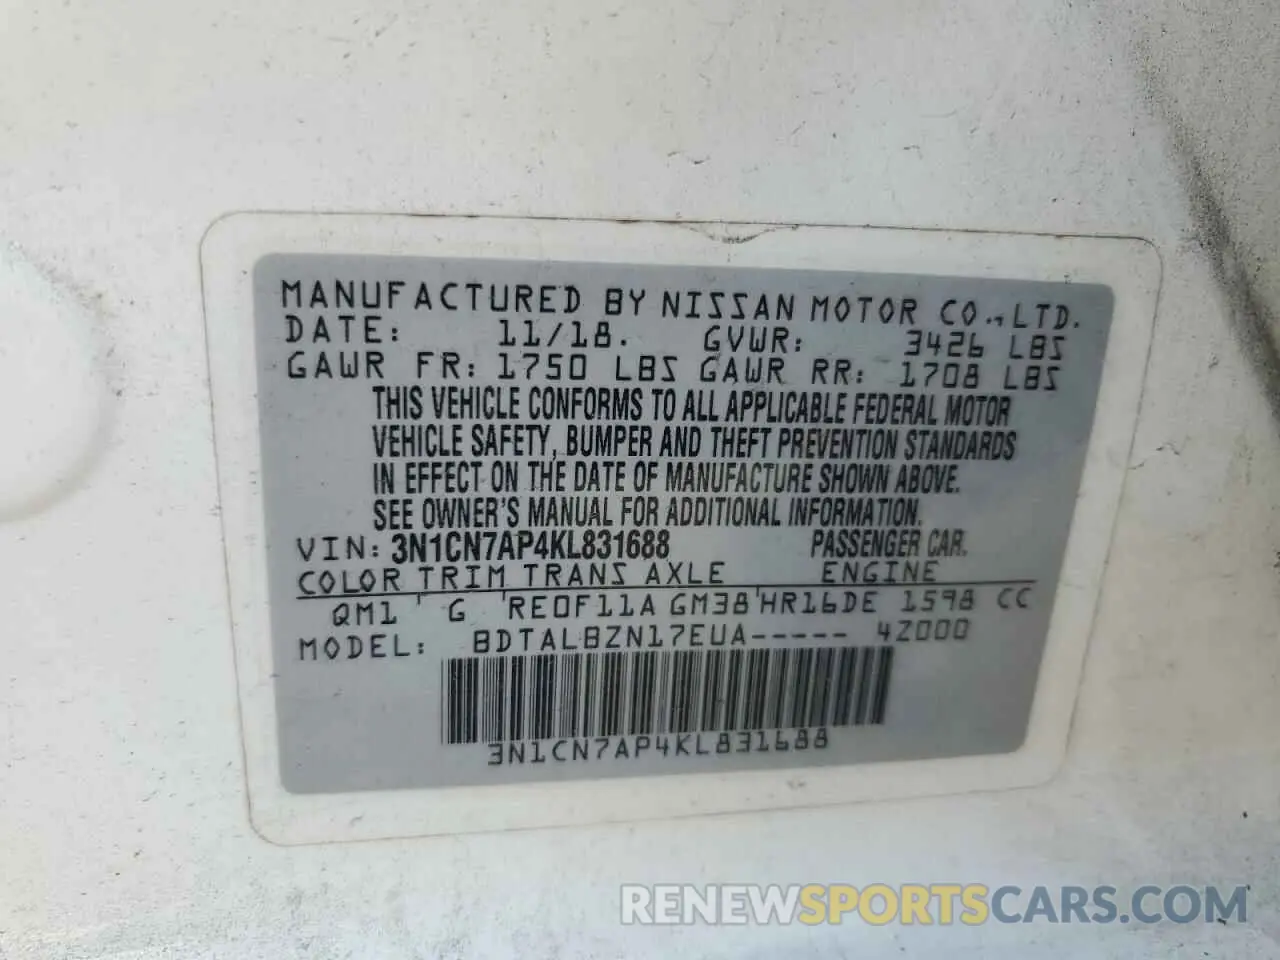 MANUFACTURED BY NISSAN MOTOR CO., LTD.
DATE: 11/18. GVWR: 3426 LBS
GAWR FR: 1750 LBS GAWR RR: 1708 LBS
THIS VEHICLE CONFORMS TO ALL APPLICABLE FEDERAL MOTOR
VEHICLE SAFETY, BUMPER AND THEFT PREVENTION STANDARDS
IN EFFECT ON THE DATE OF MANUFACTURE SHOWN ABOVE.
SEE OWNER'S MANUAL FOR ADDITIONAL INFORMATION.
VIN: 3N1CN7AP4KL831688 PASSENGER CAR.
COLOR TRIM TRANS AXLE ENGINE
QM1 ' G 'RE0F11A GM38'HR16DE 1598 CC
MODEL: BDTALBZN17EUA----- 4Z000
3N1CN7AP4KL831688
RENEWSPORTSCARS.COM